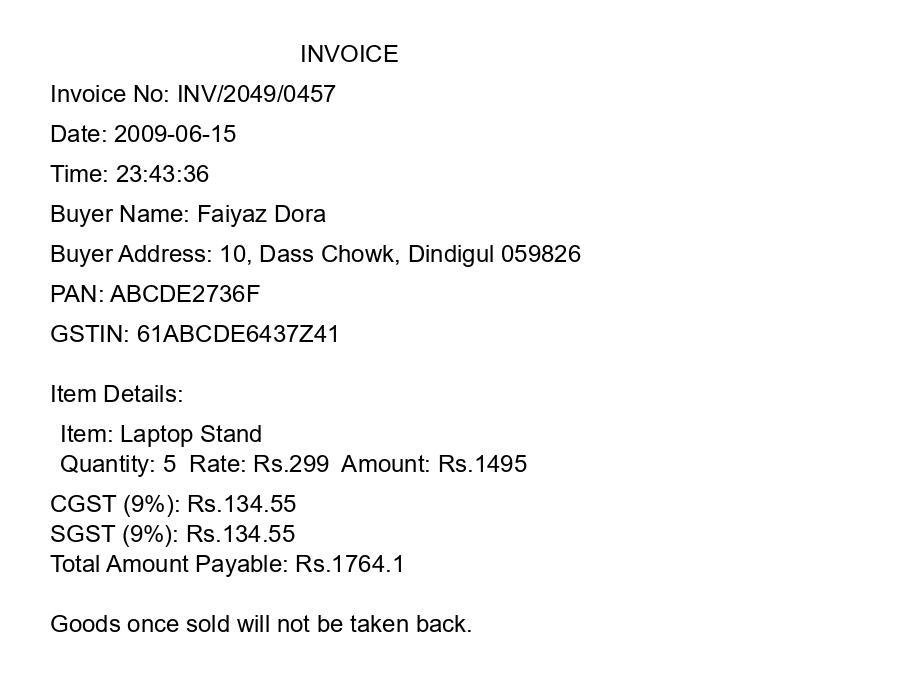 INVOICE
Invoice No: INV/2049/0457
Date: 2009-06-15
Time: 23:43:36
Buyer Name: Faiyaz Dora
Buyer Address: 10, Dass Chowk, Dindigul 059826
PAN: ABCDE2736F
GSTIN: 61ABCDE6437Z41
Item Details:
Item: Laptop Stand
Quantity: 5  Rate: Rs.299  Amount: Rs.1495
CGST (9%): Rs.134.55
SGST (9%): Rs.134.55
Total Amount Payable: Rs.1764.1
Goods once sold will not be taken back.